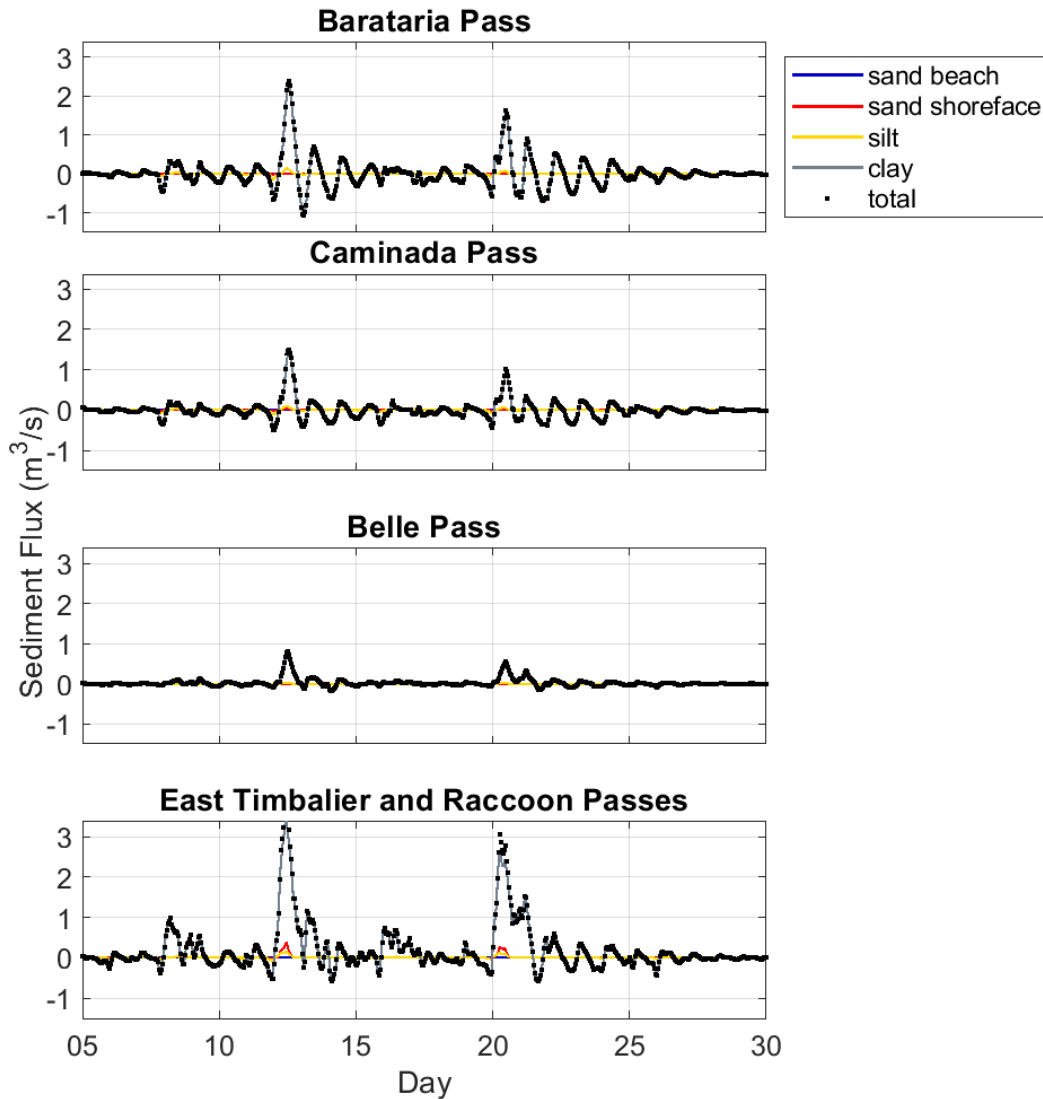 Barataria Pass
3
2
1
0
-1
sand beach
sand shoreface
silt
clay
total
Caminada Pass
3
2
1
0
-1
Sediment Flux (m³/s)
Belle Pass
3
2
1
0
-1
East Timbalier and Raccoon Passes
3
2
1
0
-1
05 10 15 20 25 30
Day